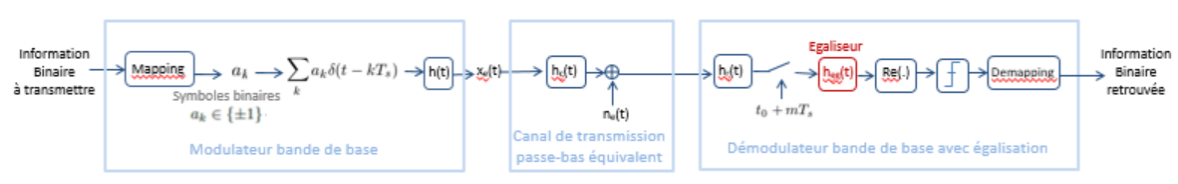 Information
Binaire
à transmettre
Mapping
a_k
∑ a_k δ(t − kT_s)
k
h(t)
x_e(t)
Symboles binaires
a_k ∈ {±1}
Modulateur bande de base
h_c(t)
n_e(t)
Canal de transmission
passe-bas équivalent
h_r(t)
t_0 + mT_s
Egaliseur
h_eg(t)
Re(.)
Demapping
Démodulateur bande de base avec égalisation
Information
Binaire
retrouvée